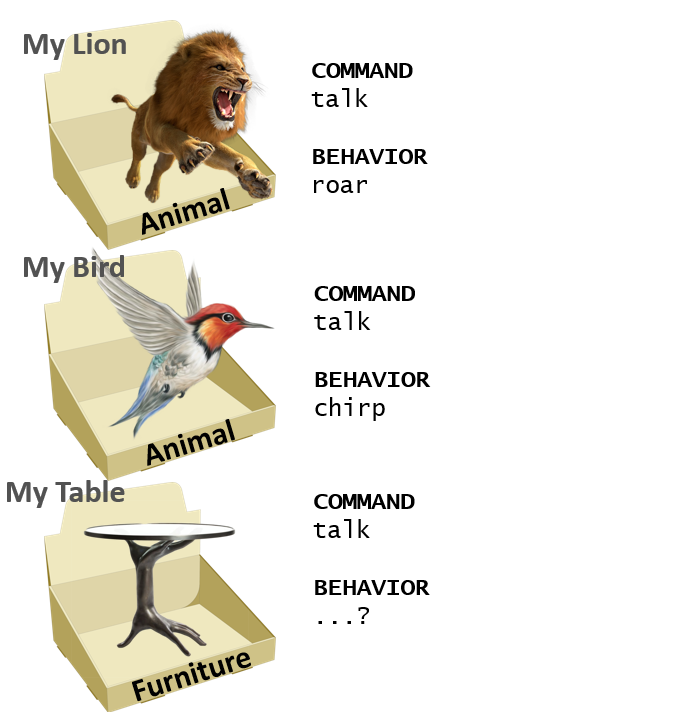 My Lion
COMMAND
talk
BEHAVIOR
roar
Animal
My Bird
COMMAND
talk
BEHAVIOR
chirp
Animal
My Table
COMMAND
talk
BEHAVIOR
...?
Furniture